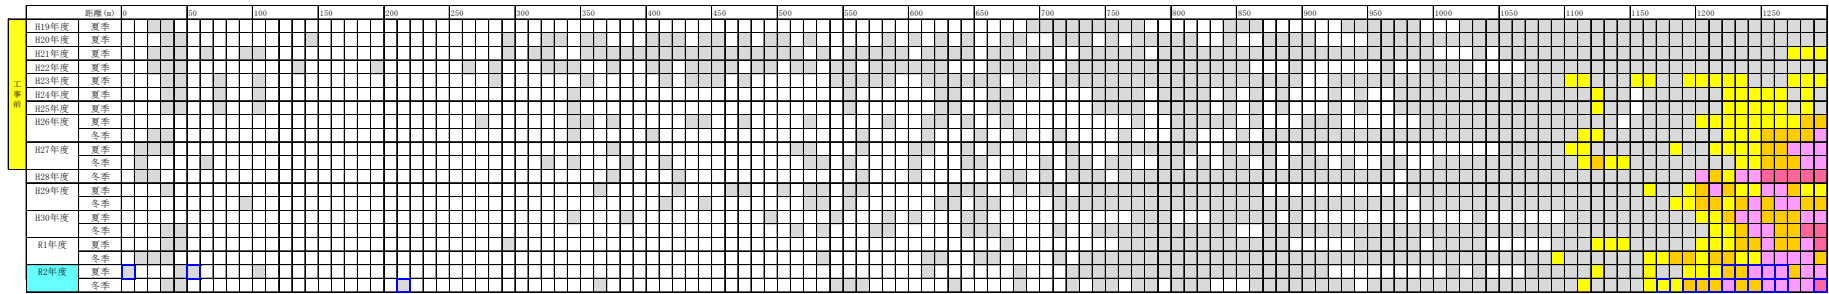 距離(m) 0 50 100 150 200 250 300 350 400 450 500 550 600 650 700 750 800 850 900 950 1000 1050 1100 1150 1200 1250
工事前
H19年度 夏季
H20年度 夏季
H21年度 夏季
H22年度 夏季
H23年度 夏季
H24年度 夏季
H25年度 夏季
H26年度 夏季
冬季
H27年度 夏季
冬季
H28年度 冬季
H29年度 夏季
冬季
H30年度 夏季
冬季
R1年度 夏季
冬季
R2年度 夏季
冬季